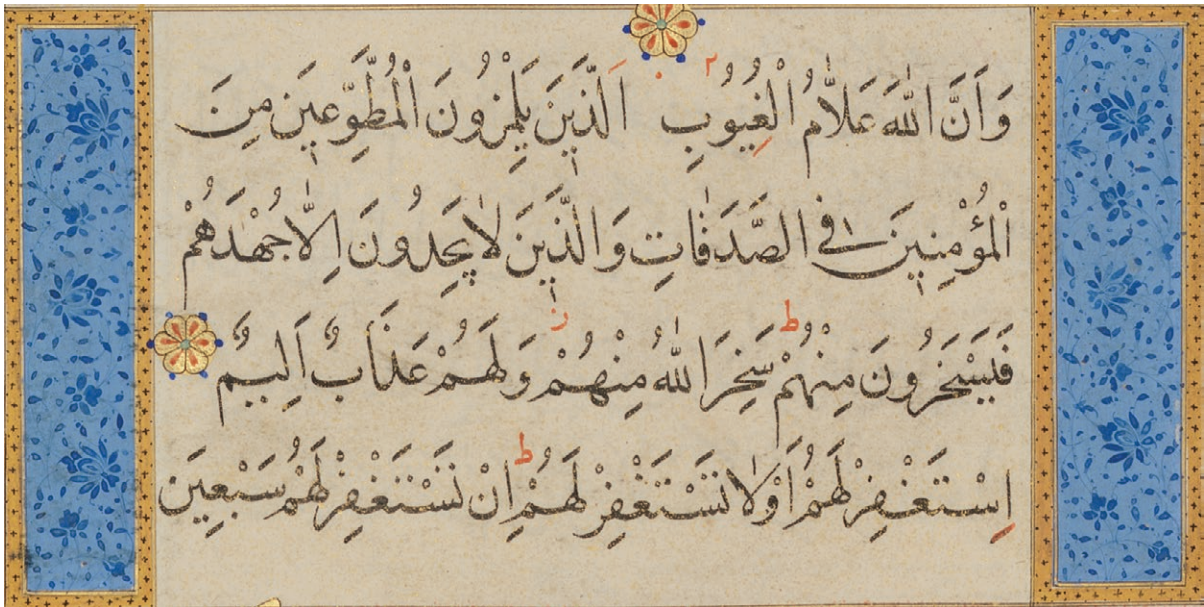 وَاَنَّ اللّٰهَ عَلَّامُ الْغُيُوبِ اَلَّذِينَ يَلْمِزُونَ الْمُطَّوِّعِينَ مِنَ
الْمُؤْمِنِينَ فِي الصَّدَقَاتِ وَالَّذِينَ لَا يَجِدُونَ اِلَّا جُهْدَهُمْ
فَيَسْخَرُونَ مِنْهُمْ ط سَخِرَ اللّٰهُ مِنْهُمْ ز وَلَهُمْ عَذَابٌ اَلِيمٌ
اِسْتَغْفِرْ لَهُمْ اَوْ لَا تَسْتَغْفِرْ لَهُمْ ط اِنْ تَسْتَغْفِرْ لَهُمْ سَبْعِينَ